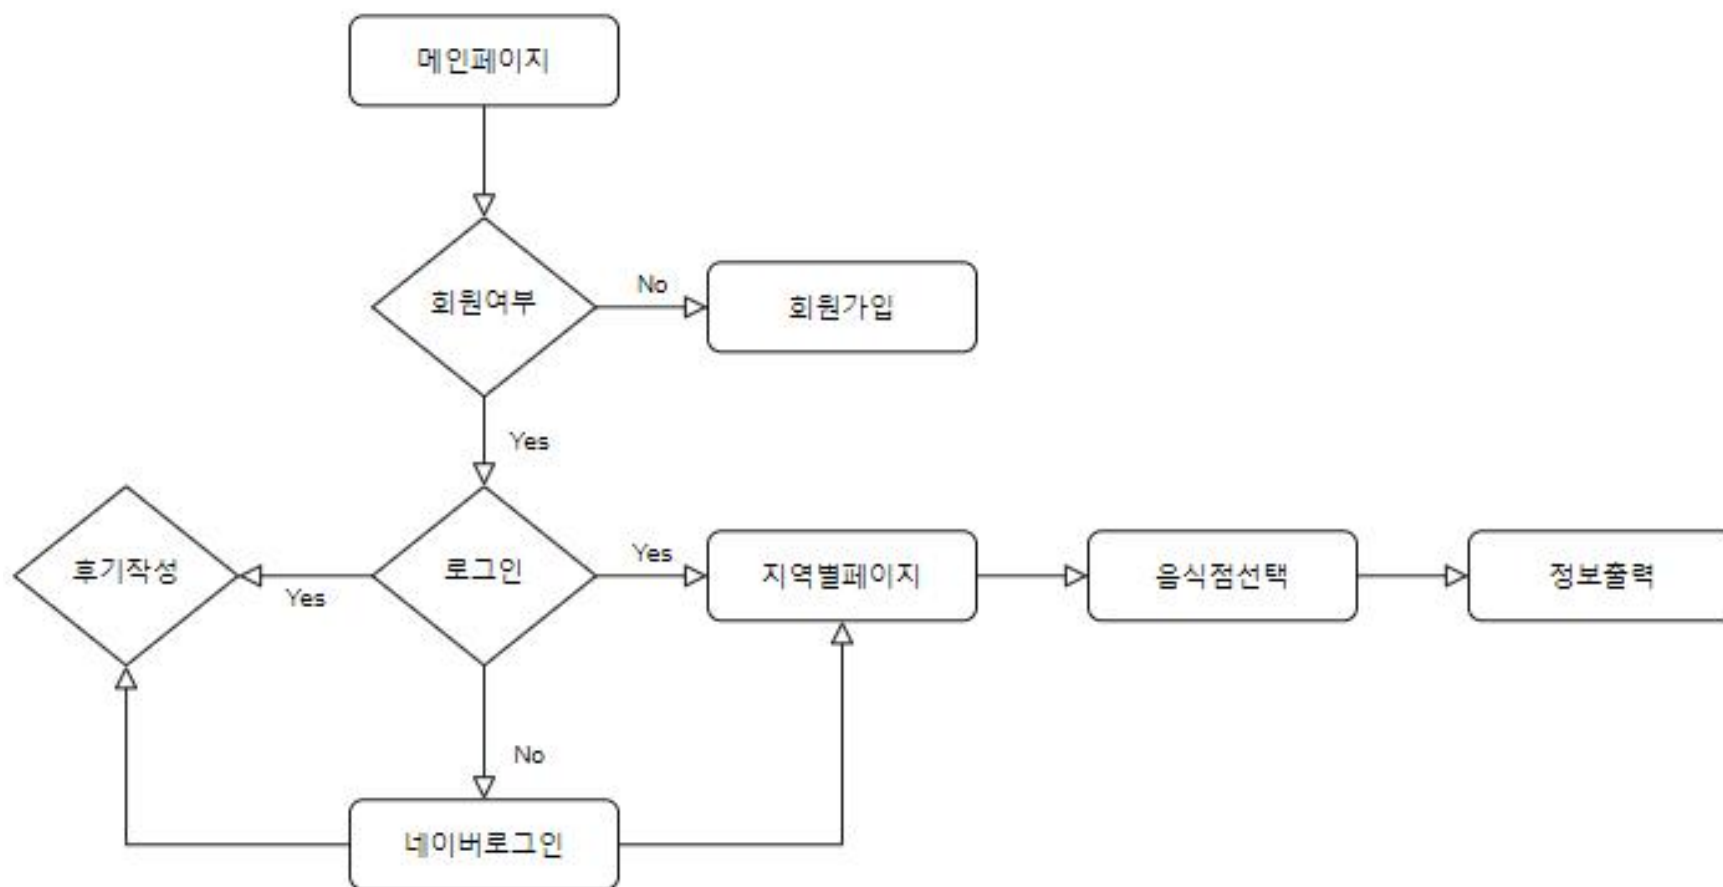 메인페이지
회원여부
No
회원가입
Yes
후기작성
Yes
로그인
Yes
지역별페이지
음식점선택
정보출력
No
네이버로그인